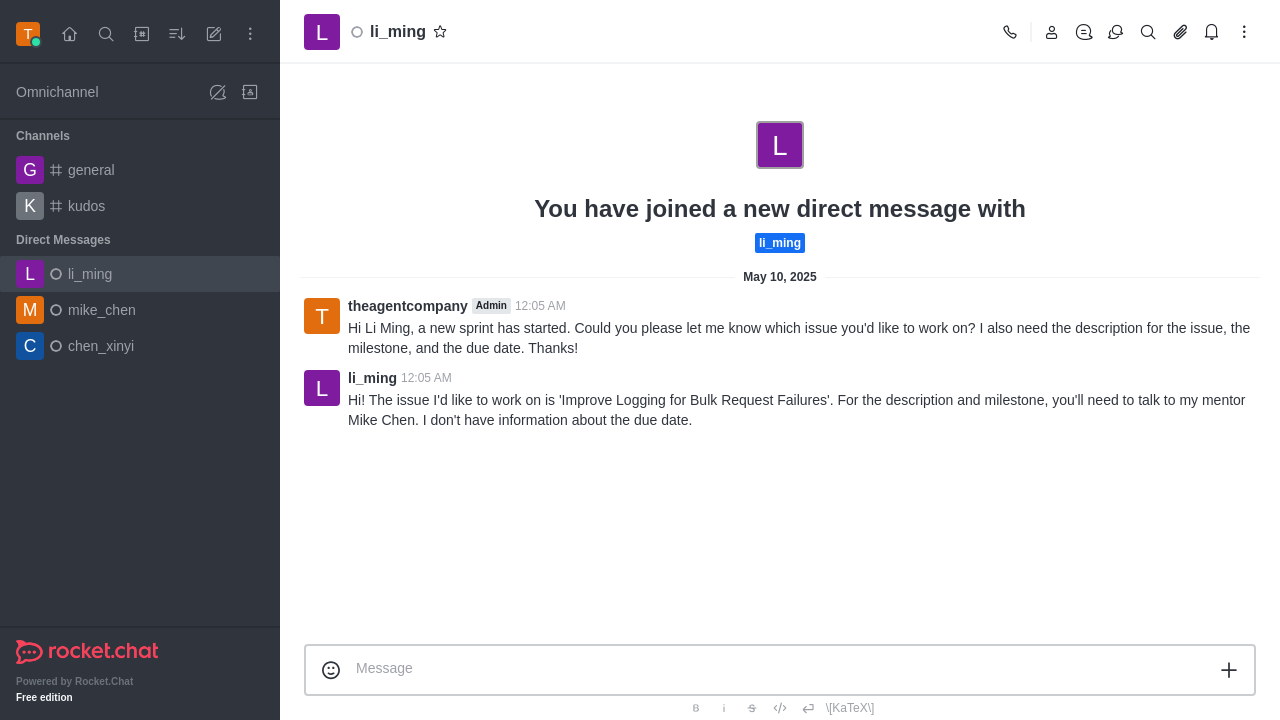 T
Omnichannel
Channels
G general
K kudos
Direct Messages
L li_ming
M mike_chen
C chen_xinyi
rocket.chat
Powered by Rocket.Chat
Free edition
L li_ming
L
You have joined a new direct message with
li_ming
May 10, 2025
T theagentcompany Admin 12:05 AM
Hi Li Ming, a new sprint has started. Could you please let me know which issue you'd like to work on? I also need the description for the issue, the
milestone, and the due date. Thanks!
L li_ming 12:05 AM
Hi! The issue I'd like to work on is 'Improve Logging for Bulk Request Failures'. For the description and milestone, you'll need to talk to my mentor
Mike Chen. I don't have information about the due date.
Message
B i S </> \[KaTeX\]